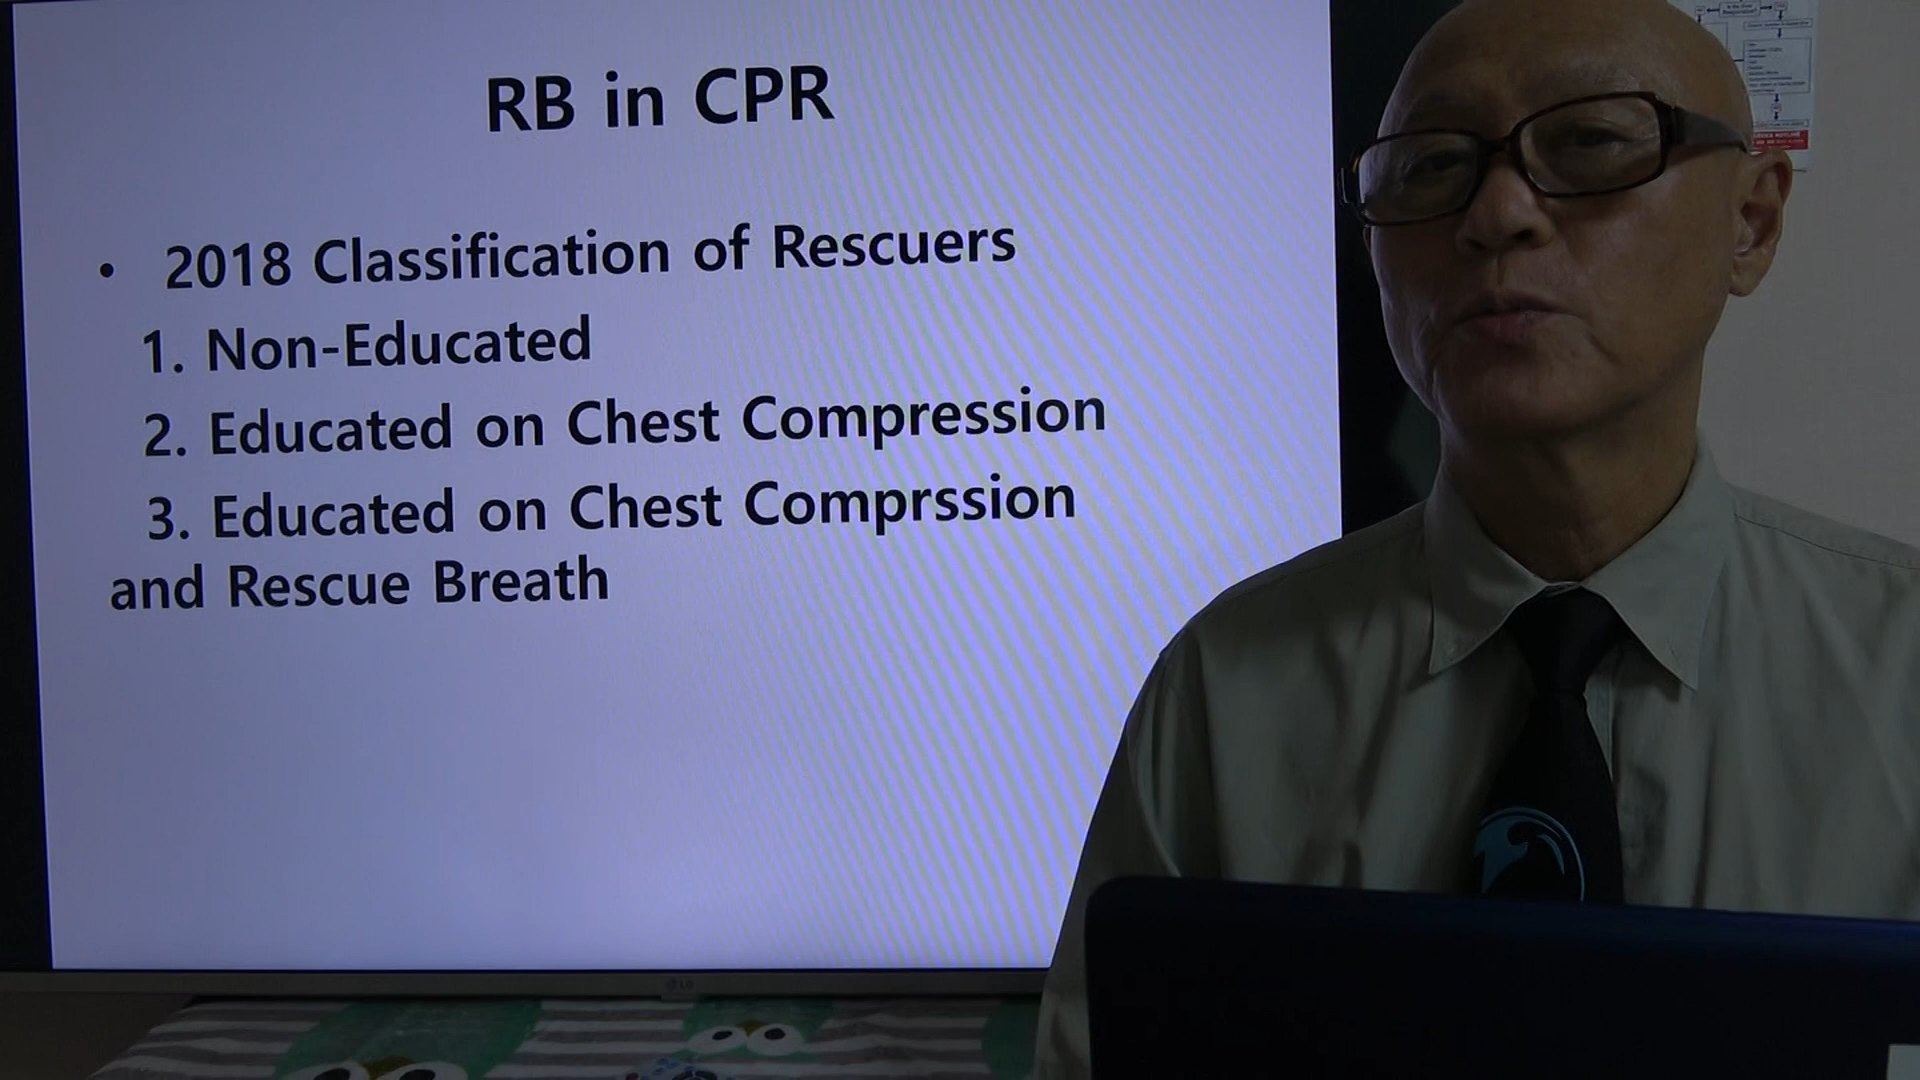 RB in CPR
• 2018 Classification of Rescuers
1. Non-Educated
2. Educated on Chest Compression
3. Educated on Chest Comprssion
and Rescue Breath
LG